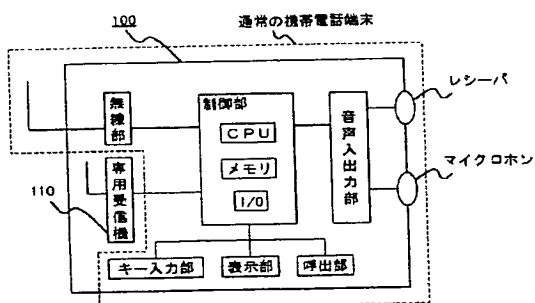 100
通常の携帯電話端末
レシーバ
無線部
制御部
CPU
メモリ
I/O
音声入出力部
マイクロホン
専用受信機
110
キー入力部
表示部
呼出部